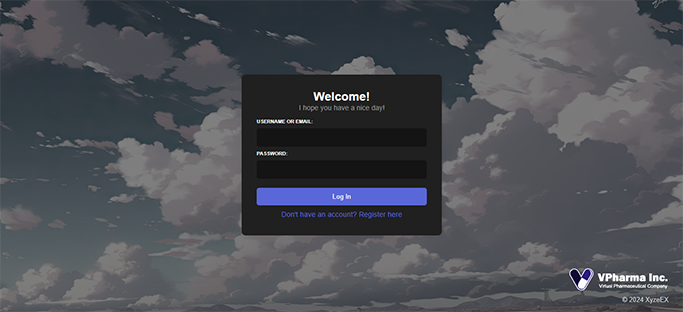 Welcome!
I hope you have a nice day!
USERNAME OR EMAIL:
PASSWORD:
Log In
Don't have an account? Register here
VPharma Inc.
Virtual Pharmaceutical Company
© 2024 XyzeEX